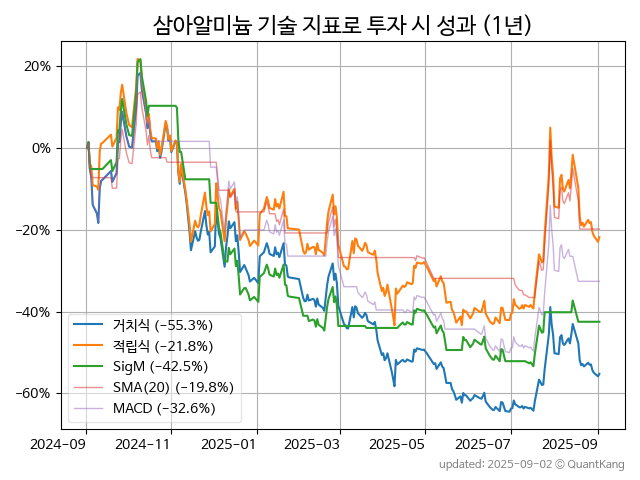 삼아알미늄 기술 지표로 투자 시 성과 (1년)
20%
0%
−20%
−40%
−60%
거치식 (−55.3%)
적립식 (−21.8%)
SigM (−42.5%)
SMA(20) (−19.8%)
MACD (−32.6%)
2024-09 2024-11 2025-01 2025-03 2025-05 2025-07 2025-09
updated: 2025-09-02 © QuantKang